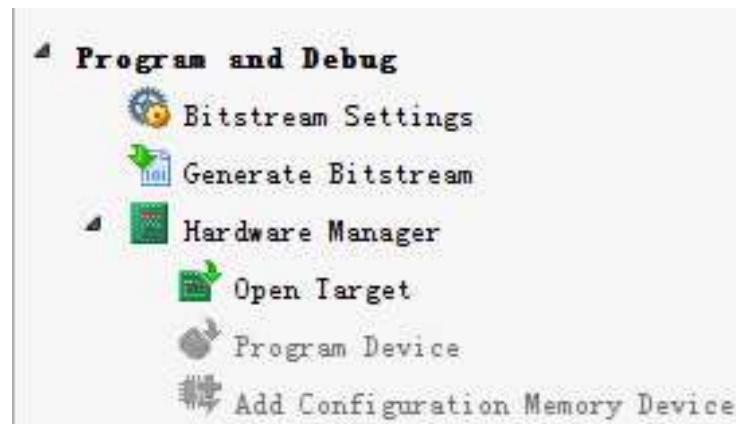 Program and Debug
Bitstream Settings
Generate Bitstream
Hardware Manager
Open Target
Program Device
Add Configuration Memory Device